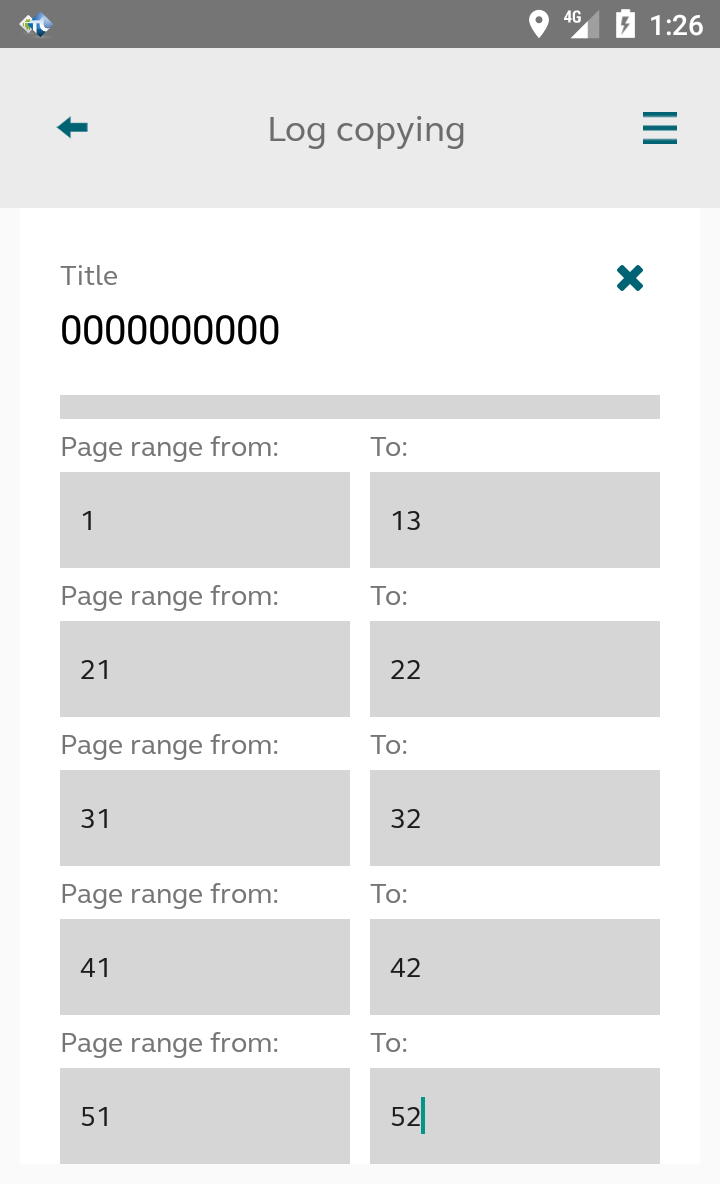 4G 1:26
Log copying
Title
0000000000
Page range from: To:
1 13
Page range from: To:
21 22
Page range from: To:
31 32
Page range from: To:
41 42
Page range from: To:
51 52